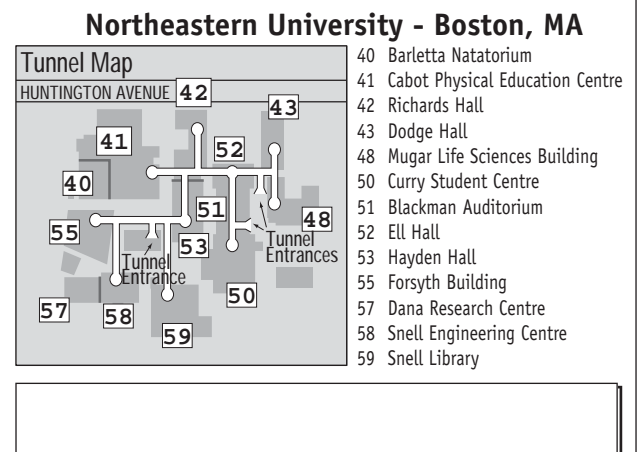 Northeastern University - Boston, MA
Tunnel Map
HUNTINGTON AVENUE 42
43
41
52
40
51
48
55
53
Tunnel
Entrances
Tunnel
Entrance
50
57
58
59
40 Barletta Natatorium
41 Cabot Physical Education Centre
42 Richards Hall
43 Dodge Hall
48 Mugar Life Sciences Building
50 Curry Student Centre
51 Blackman Auditorium
52 Ell Hall
53 Hayden Hall
55 Forsyth Building
57 Dana Research Centre
58 Snell Engineering Centre
59 Snell Library